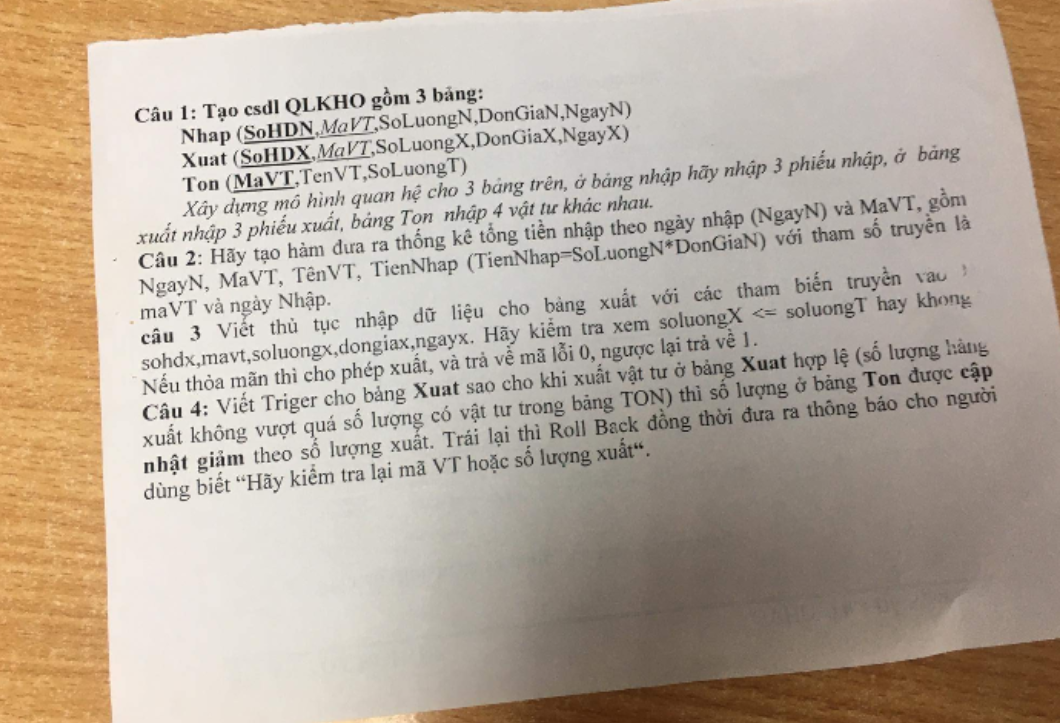 Câu 1: Tạo csdl QLKHO gồm 3 bảng:
Nhap (SoHDN,MaVT,SoLuongN,DonGiaN,NgayN)
Xuat (SoHDX,MaVT,SoLuongX,DonGiaX,NgayX)
Ton (MaVT,TenVT,SoLuongT)
Xây dựng mô hình quan hệ cho 3 bảng trên, ở bảng nhập hãy nhập 3 phiếu nhập, ở bảng
xuất nhập 3 phiếu xuất, bảng Ton nhập 4 vật tư khác nhau.
Câu 2: Hãy tạo hàm đưa ra thống kê tổng tiền nhập theo ngày nhập (NgayN) và MaVT, gồm
NgayN, MaVT, TênVT, TienNhap (TienNhap=SoLuongN*DonGiaN) với tham số truyền là
maVT và ngày Nhập.
câu 3 Viết thủ tục nhập dữ liệu cho bảng xuất với các tham biến truyền vào
sohdx,mavt,soluongx,dongiax,ngayx. Hãy kiểm tra xem soluongX <= soluongT hay không
Nếu thỏa mãn thì cho phép xuất, và trả về mã lỗi 0, ngược lại trả về 1.
Câu 4: Viết Triger cho bảng Xuat sao cho khi xuất vật tư ở bảng Xuat hợp lệ (số lượng hàng
xuất không vượt quá số lượng có vật tư trong bảng TON) thì số lượng ở bảng Ton được cập
nhật giảm theo số lượng xuất. Trái lại thì Roll Back đồng thời đưa ra thông báo cho người
dùng biết “Hãy kiểm tra lại mã VT hoặc số lượng xuất“.